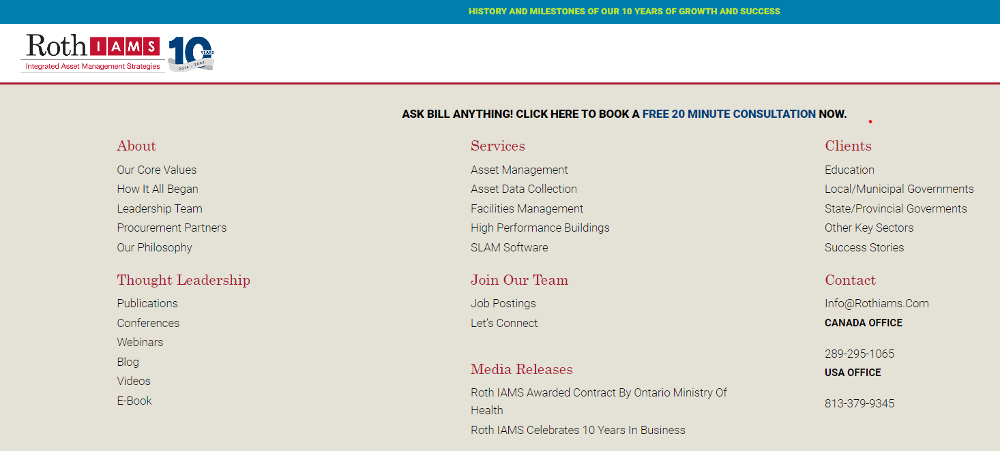 HISTORY AND MILESTONES OF OUR 10 YEARS OF GROWTH AND SUCCESS
Roth IAMS
Integrated Asset Management Strategies
10 YEARS
2014 - 2024
ASK BILL ANYTHING! CLICK HERE TO BOOK A FREE 20 MINUTE CONSULTATION NOW.
About
Our Core Values
How It All Began
Leadership Team
Procurement Partners
Our Philosophy
Thought Leadership
Publications
Conferences
Webinars
Blog
Videos
E-Book
Services
Asset Management
Asset Data Collection
Facilities Management
High Performance Buildings
SLAM Software
Join Our Team
Job Postings
Let's Connect
Media Releases
Roth IAMS Awarded Contract By Ontario Ministry Of
Health
Roth IAMS Celebrates 10 Years In Business
Clients
Education
Local/Municipal Governments
State/Provincial Goverments
Other Key Sectors
Success Stories
Contact
Info@Rothiams.Com
CANADA OFFICE
289-295-1065
USA OFFICE
813-379-9345